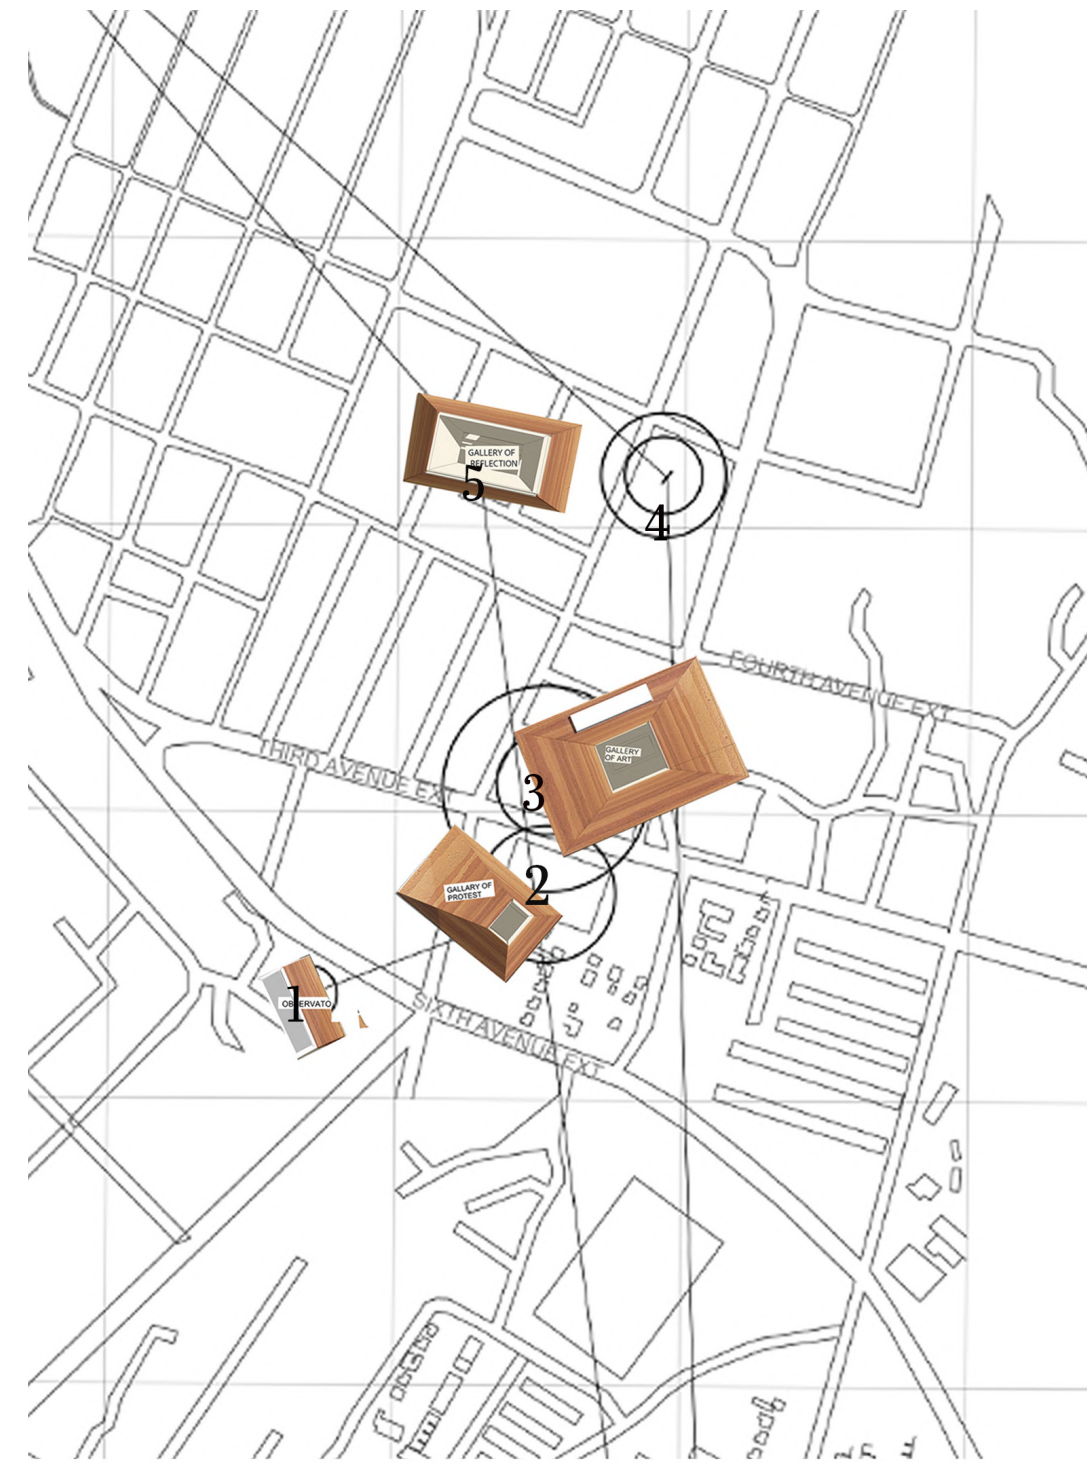 GALLERY OF
REFLECTION
5
4
FOURTH AVENUE EXT
THIRD AVENUE EXT
GALLERY
OF ART
3
2
GALLARY OF
PROTEST
1
OBSERVATO
SIXTH AVENUE EXT